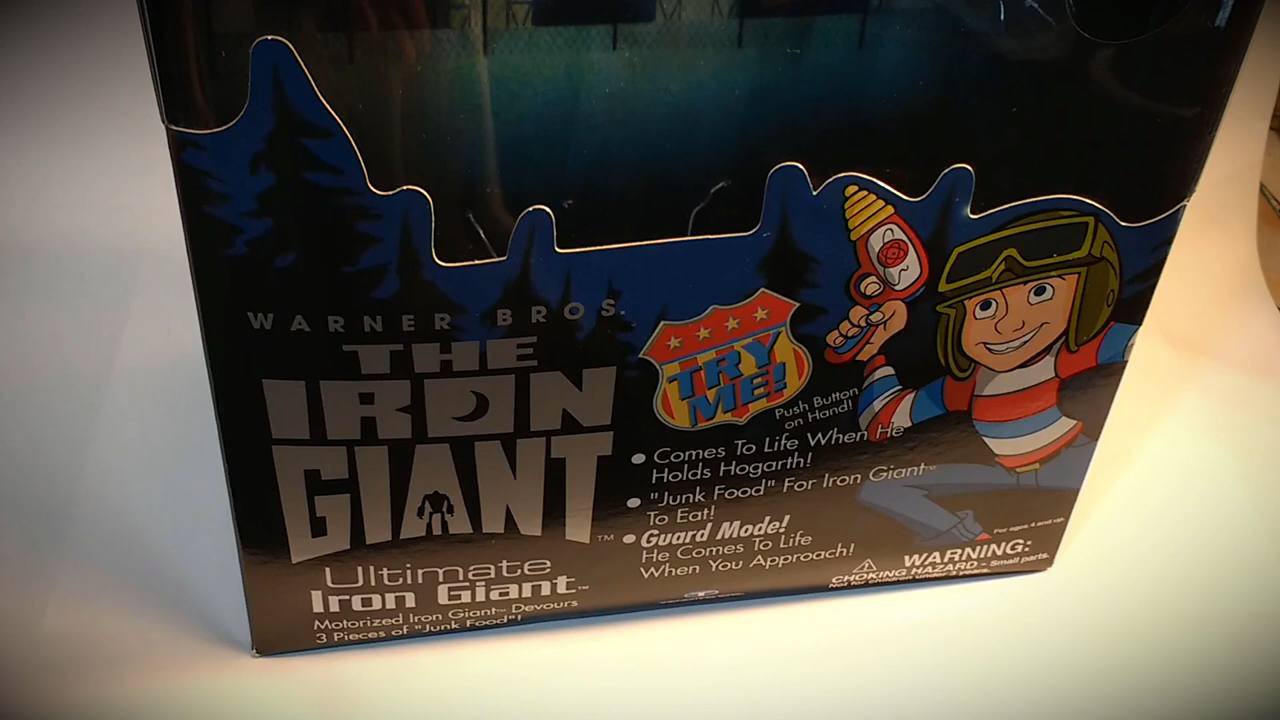 WARNER BROS.
THE
IRON
GIANT™
Ultimate
Iron Giant™
Motorized Iron Giant™ Devours
3 Pieces of "Junk Food"!
TRY
ME!
Push Button
on Hand!
• Comes To Life When He
Holds Hogarth!
• "Junk Food" For Iron Giant™
To Eat!
• Guard Mode!
He Comes To Life
When You Approach!
For ages 4 and up.
WARNING:
CHOKING HAZARD - Small parts.
Not for children under 3 years.